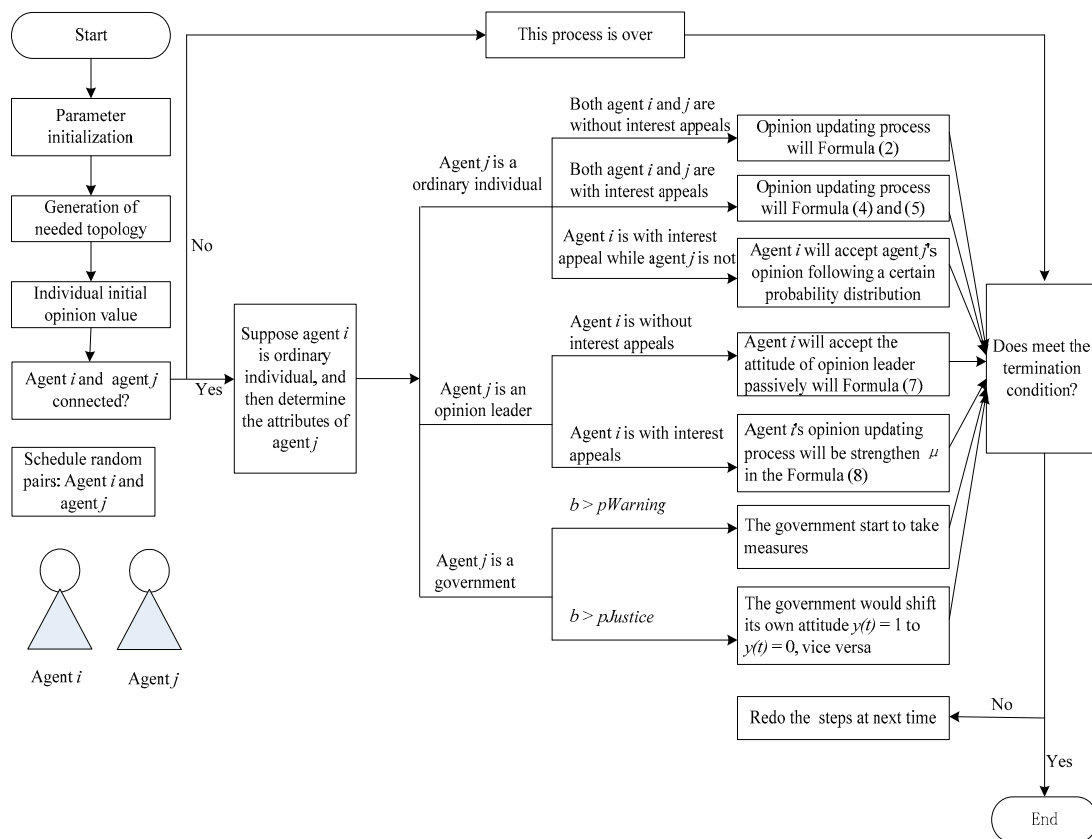 Start
Parameter
initialization
Generation of
needed topology
Individual initial
opinion value
Agent i and agent j
connected?
Schedule random
pairs: Agent i and
agent j
Agent i
Agent j
No
Yes
This process is over
Suppose agent i
is ordinary
individual, and
then determine
the attributes of
agent j
Agent j is a
ordinary individual
Both agent i and j are
without interest appeals
Opinion updating process
will Formula (2)
Both agent i and j are
with interest appeals
Opinion updating process
will Formula (4) and (5)
Agent i is with interest
appeal while agent j is not
Agent i will accept agent j's
opinion following a certain
probability distribution
Agent j is an
opinion leader
Agent i is without
interest appeals
Agent i will accept the
attitude of opinion leader
passively will Formula (7)
Agent i is with interest
appeals
Agent i's opinion updating
process will be strengthen μ
in the Formula (8)
Agent j is a
government
b > pWarning
The government start to take
measures
b > pJustice
The government would shift
its own attitude y(t) = 1 to
y(t) = 0, vice versa
Does meet the
termination
condition?
No
Redo the steps at next time
Yes
End